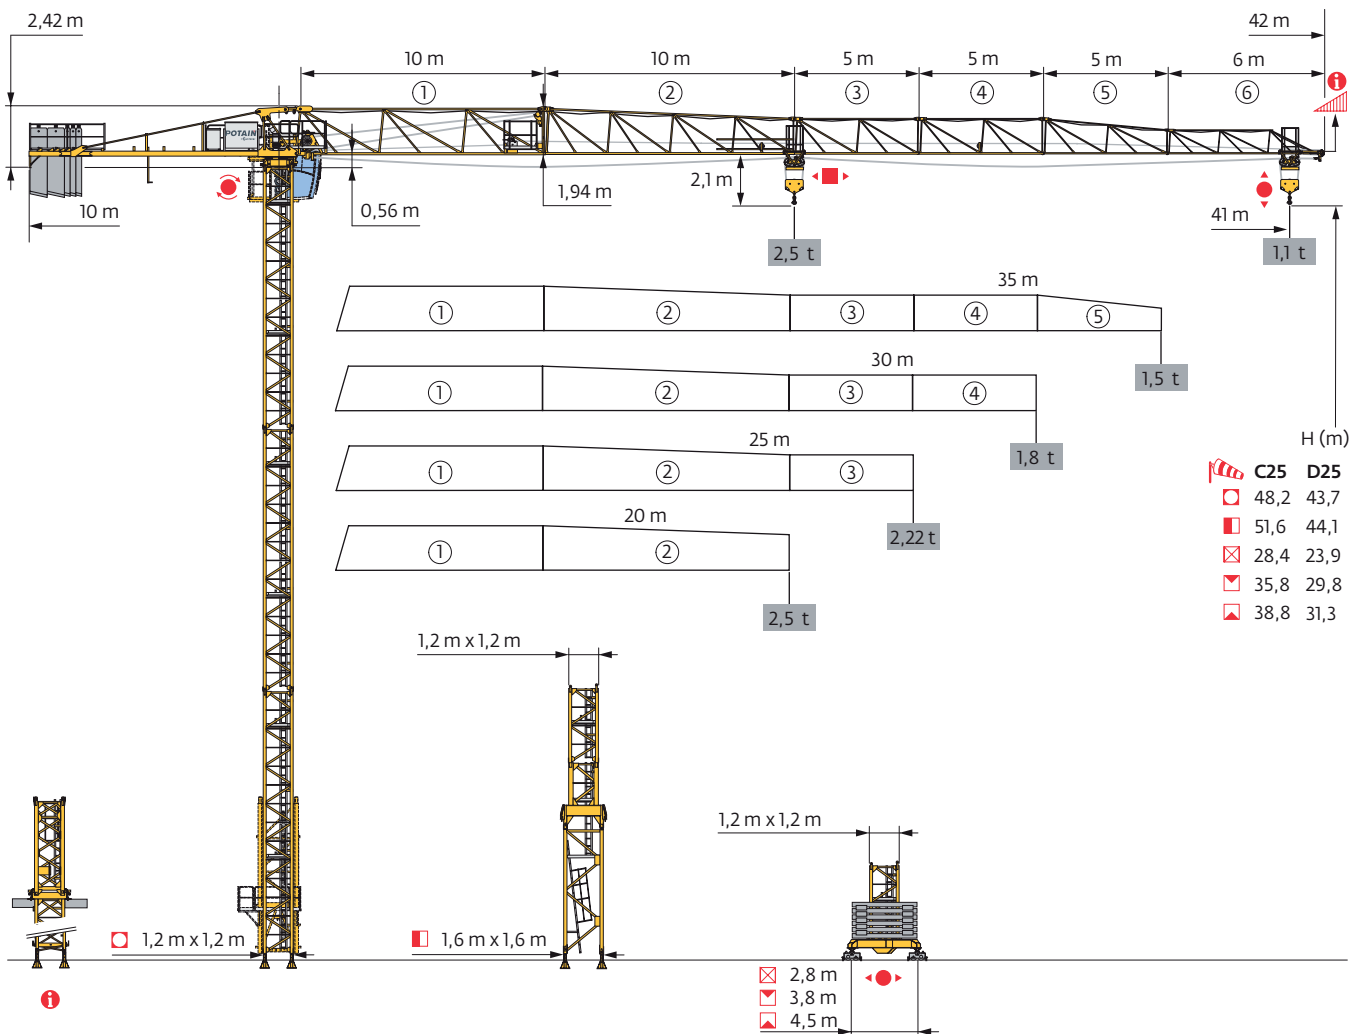 2,42 m
42 m
10 m
10 m
5 m
5 m
5 m
6 m
1
2
3
4
5
6
i
POTAIN
10 m
0,56 m
1,94 m
2,1 m
41 m
2,5 t
1,1 t
35 m
1
2
3
4
5
1,5 t
30 m
1
2
3
4
1,8 t
25 m
1
2
3
2,22 t
20 m
1
2
2,5 t
H (m)
C25 D25
48,2 43,7
51,6 44,1
28,4 23,9
35,8 29,8
38,8 31,3
1,2 m x 1,2 m
1,2 m x 1,2 m
1,2 m x 1,2 m
1,6 m x 1,6 m
i
2,8 m
3,8 m
4,5 m